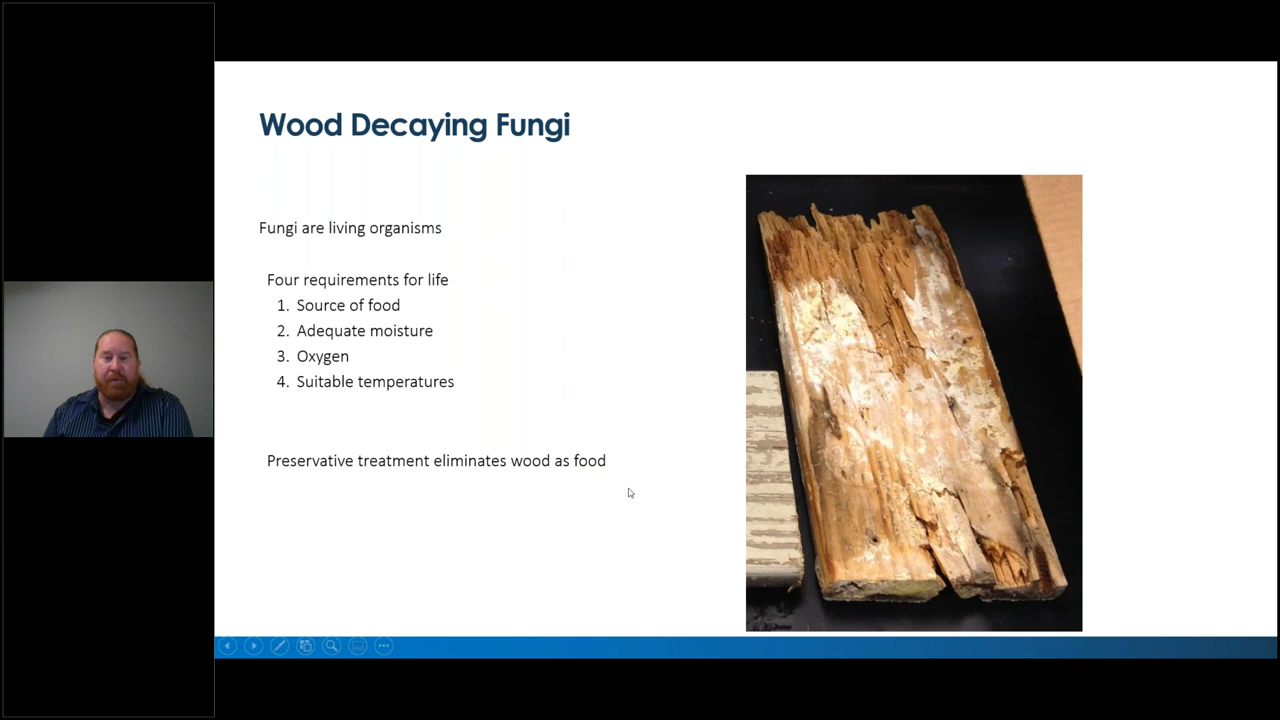 Wood Decaying Fungi
Fungi are living organisms
Four requirements for life
1. Source of food
2. Adequate moisture
3. Oxygen
4. Suitable temperatures
Preservative treatment eliminates wood as food